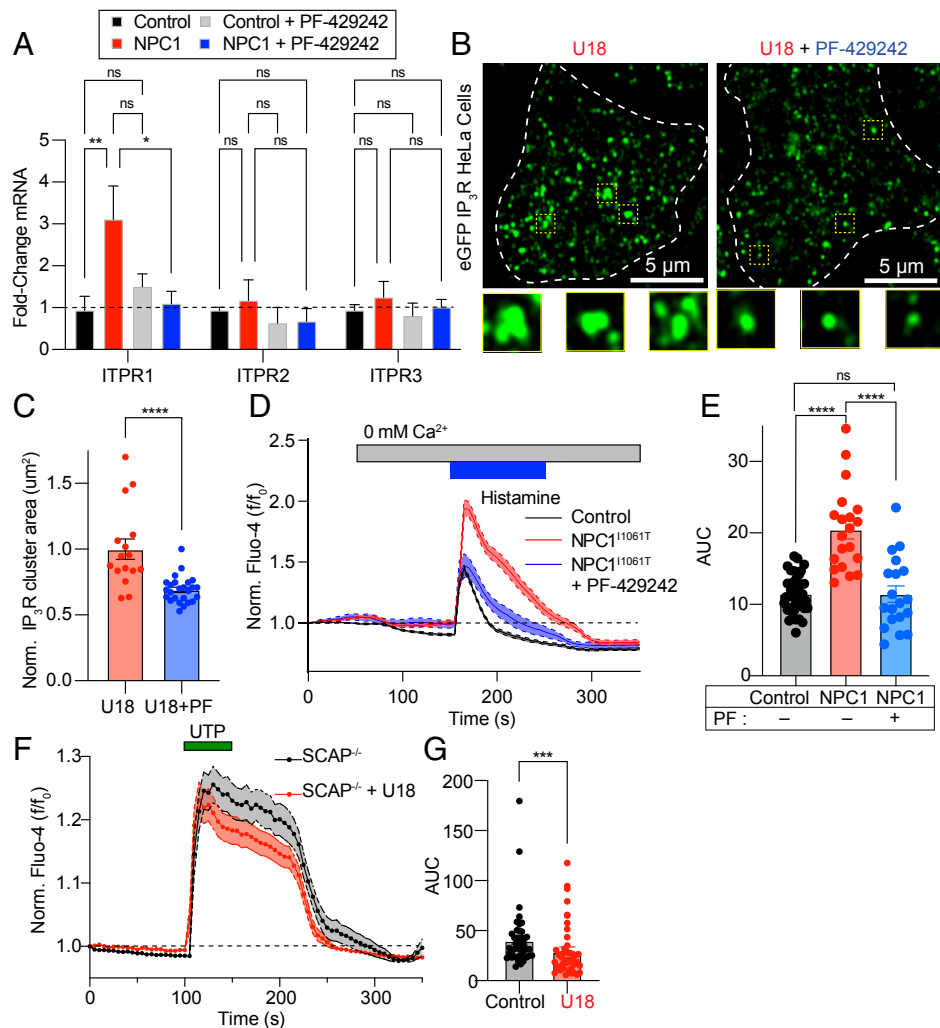 A
Control
Control + PF-429242
NPC1
NPC1 + PF-429242
ns
ns
ns
ns
ns
ns
ns
ns
**
*
ns
ns
ns
ns
Fold-Change mRNA
5
4
3
2
1
0
ITPR1
ITPR2
ITPR3
B
U18
U18 + PF-429242
eGFP IP3R HeLa Cells
5 µm
5 µm
C
****
Norm. IP3R cluster area (um²)
2.0
1.5
1.0
0.5
0.0
U18
U18+PF
D
0 mM Ca²⁺
Histamine
Control
NPC1^I1061T
NPC1^I1061T
+ PF-429242
Norm. Fluo-4 (f/f₀)
2.5
2.0
1.5
1.0
0
100
200
300
Time (s)
E
ns
****
****
AUC
30
20
10
0
Control
NPC1
NPC1
PF :
–
–
+
F
UTP
SCAP⁻/⁻
SCAP⁻/⁻ + U18
Norm. Fluo-4 (f/f₀)
1.3
1.2
1.1
1.0
0
100
200
300
Time (s)
G
***
AUC
200
150
100
50
0
Control
U18